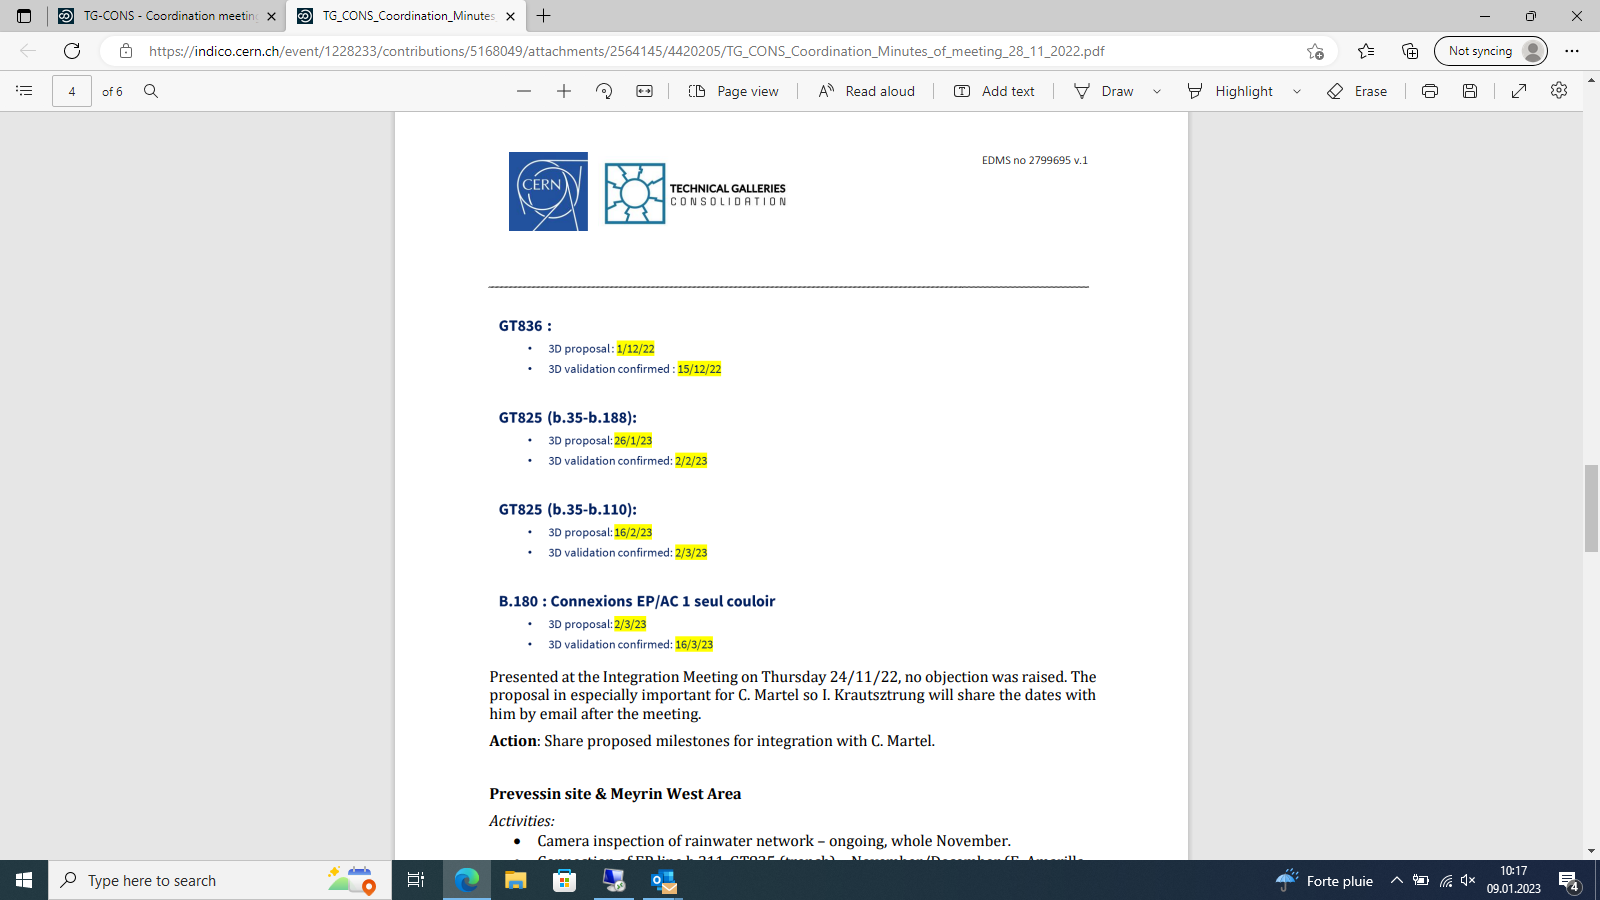 TG-CONS - Coordination meetin
TG_CONS_Coordination_Minutes
https://indico.cern.ch/event/1228233/contributions/5168049/attachments/2564145/4420205/TG_CONS_Coordination_Minutes_of_meeting_28_11_2022.pdf
Not syncing
4 of 6
Page view
Read aloud
Add text
Draw
Highlight
Erase
CERN
TECHNICAL GALLERIES
CONSOLIDATION
EDMS no 2799695 v.1
GT836 :
• 3D proposal: 1/12/22
• 3D validation confirmed : 15/12/22
GT825 (b.35-b.188):
• 3D proposal: 26/1/23
• 3D validation confirmed: 2/2/23
GT825 (b.35-b.110):
• 3D proposal: 16/2/23
• 3D validation confirmed: 2/3/23
B.180 : Connexions EP/AC 1 seul couloir
• 3D proposal: 2/3/23
• 3D validation confirmed: 16/3/23
Presented at the Integration Meeting on Thursday 24/11/22, no objection was raised. The
proposal in especially important for C. Martel so I. Krautsztrung will share the dates with
him by email after the meeting.
Action: Share proposed milestones for integration with C. Martel.
Prevessin site & Meyrin West Area
Activities:
• Camera inspection of rainwater network – ongoing, whole November.
Type here to search
Forte pluie
10:17
09.01.2023
4